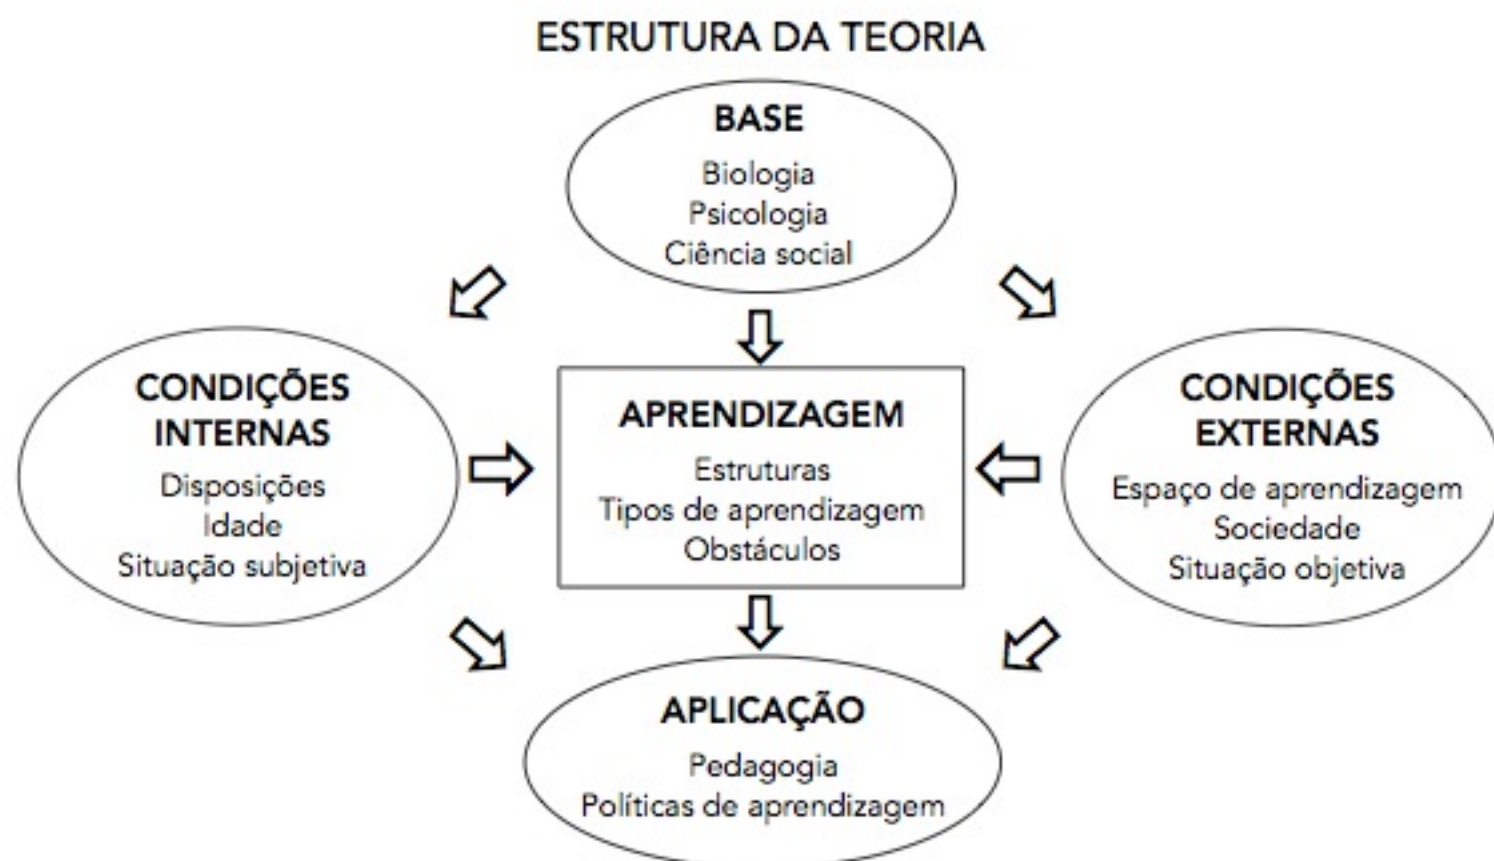 ESTRUTURA DA TEORIA
BASE
Biologia
Psicologia
Ciência social
CONDIÇÕES
INTERNAS
Disposições
Idade
Situação subjetiva
APRENDIZAGEM
Estruturas
Tipos de aprendizagem
Obstáculos
CONDIÇÕES
EXTERNAS
Espaço de aprendizagem
Sociedade
Situação objetiva
APLICAÇÃO
Pedagogia
Políticas de aprendizagem